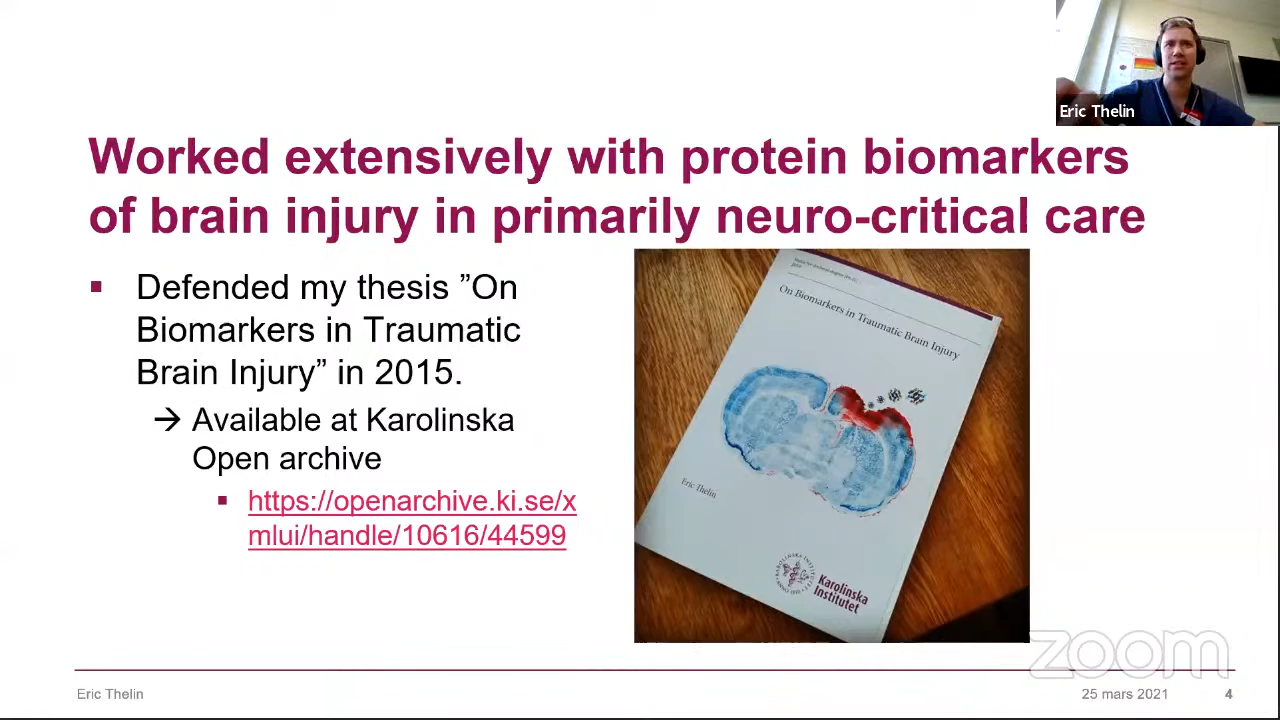 Eric Thelin
Worked extensively with protein biomarkers
of brain injury in primarily neuro-critical care
▪ Defended my thesis ”On
Biomarkers in Traumatic
Brain Injury” in 2015.
→ Available at Karolinska
Open archive
▪ https://openarchive.ki.se/x
mlui/handle/10616/44599
On Biomarkers in Traumatic Brain Injury
Eric Thelin
Karolinska
Institutet
zoom
Eric Thelin
25 mars 2021
4